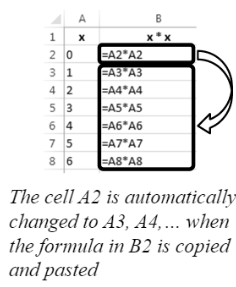 A B
1 x x * x
2 0 =A2*A2
3 1 =A3*A3
4 2 =A4*A4
5 3 =A5*A5
6 4 =A6*A6
7 5 =A7*A7
8 6 =A8*A8
The cell A2 is automatically
changed to A3, A4,... when
the formula in B2 is copied
and pasted